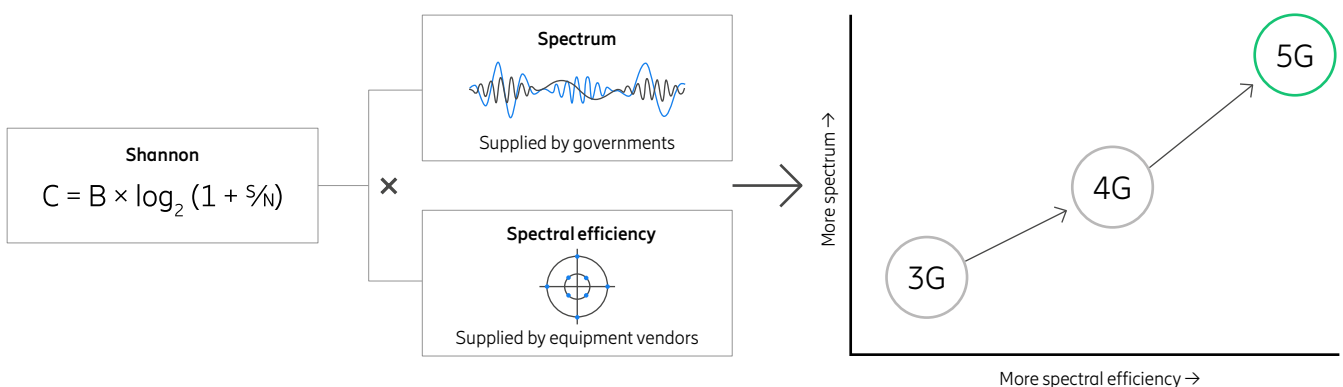 Shannon
C = B × log₂ (1 + S/N)
×
Spectrum
Supplied by governments
Spectral efficiency
Supplied by equipment vendors
More spectrum →
3G
4G
5G
More spectral efficiency →